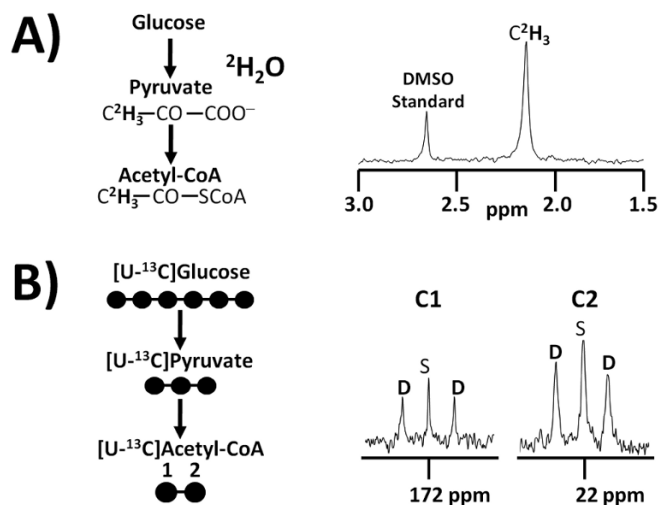 A)
Glucose
²H₂O
Pyruvate
C²H₃—CO—COO⁻
Acetyl-CoA
C²H₃—CO—SCoA
DMSO
Standard
C²H₃
3.0 2.5 ppm 2.0 1.5
B)
[U-¹³C]Glucose
[U-¹³C]Pyruvate
[U-¹³C]Acetyl-CoA
1 2
C1
D S D
172 ppm
C2
D S D
22 ppm